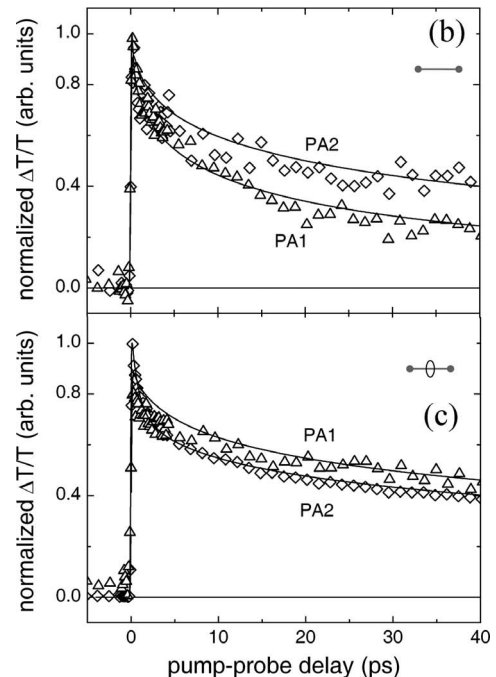 (b)
normalized ΔT/T (arb. units)
1.0
0.8
0.4
0.0
PA2
PA1
(c)
normalized ΔT/T (arb. units)
1.0
0.8
0.4
0.0
PA1
PA2
0 10 20 30 40
pump-probe delay (ps)